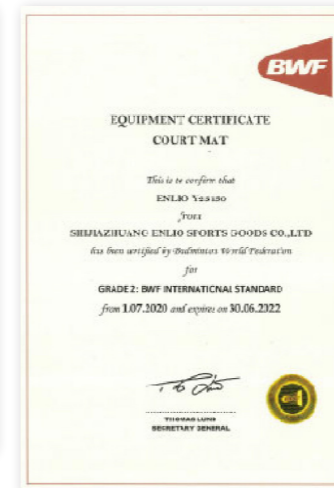 BWF
EQUIPMENT CERTIFICATE
COURT MAT
This is to confirm that
ENLIO
from
SHIJIAZHUANG ENLIO SPORTS GOODS CO.,LTD
has been certified by Badminton World Federation
for
GRADE 2: BWF INTERNATIONAL STANDARD
from 1.07.2020 and expires on 30.06.2022
THOMAS LUND
SECRETARY GENERAL